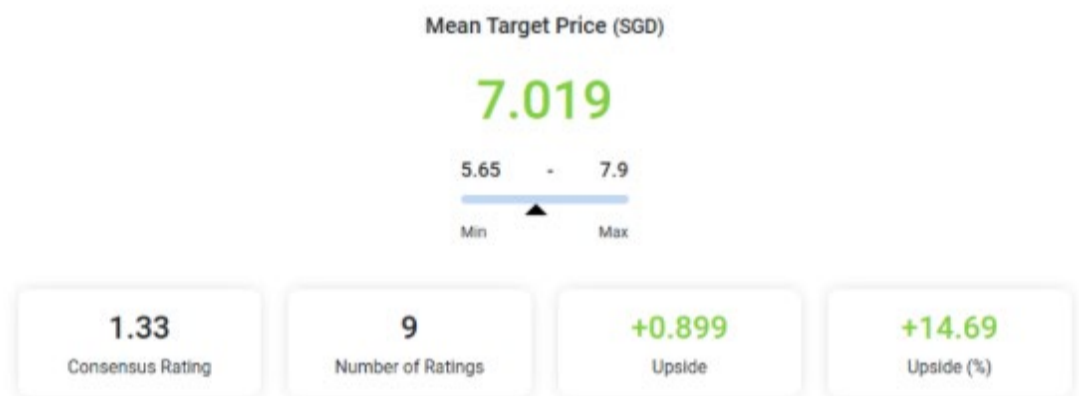 Mean Target Price (SGD)
7.019
5.65 - 7.9
Min Max
1.33 9 +0.899 +14.69
Consensus Rating Number of Ratings Upside Upside (%)